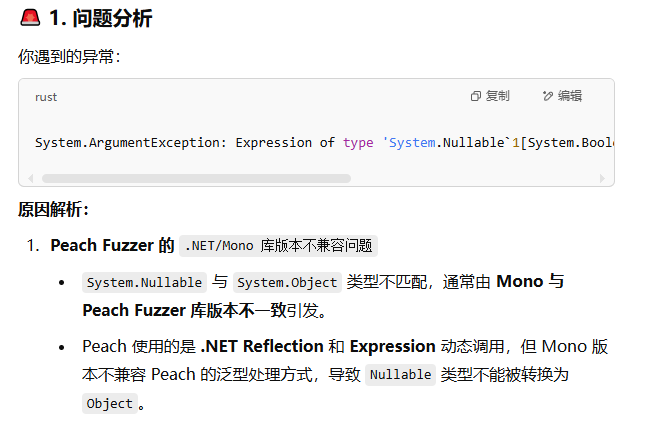 🚨 1. 问题分析
你遇到的异常：
rust
复制
编辑
System.ArgumentException: Expression of type `System.Nullable`1[System.Boole
原因解析：
1. Peach Fuzzer 的 .NET/Mono 库版本不兼容问题
• System.Nullable 与 System.Object 类型不匹配，通常由 Mono 与
Peach Fuzzer 库版本不一致引发。
• Peach 使用的是 .NET Reflection 和 Expression 动态调用，但 Mono 版
本不兼容 Peach 的泛型处理方式，导致 Nullable 类型不能被转换为
Object 。